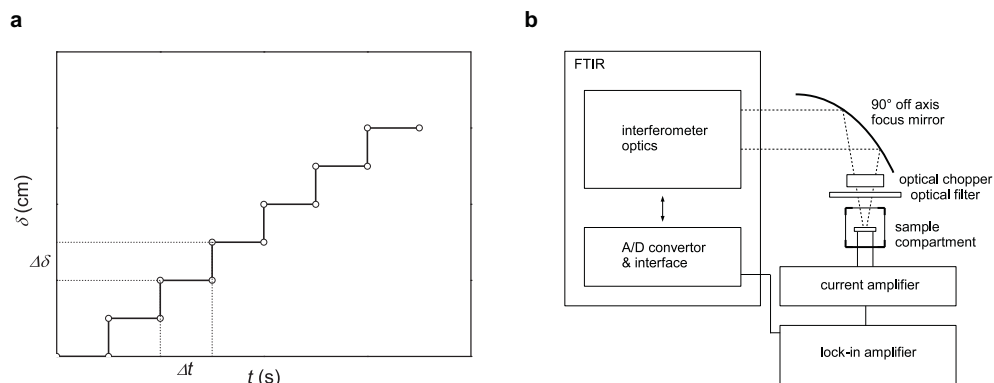 a
δ (cm)
Δδ
Δt
t (s)
b
FTIR
interferometer
optics
90° off axis
focus mirror
optical chopper
optical filter
sample
compartment
A/D convertor
& interface
current amplifier
lock-in amplifier